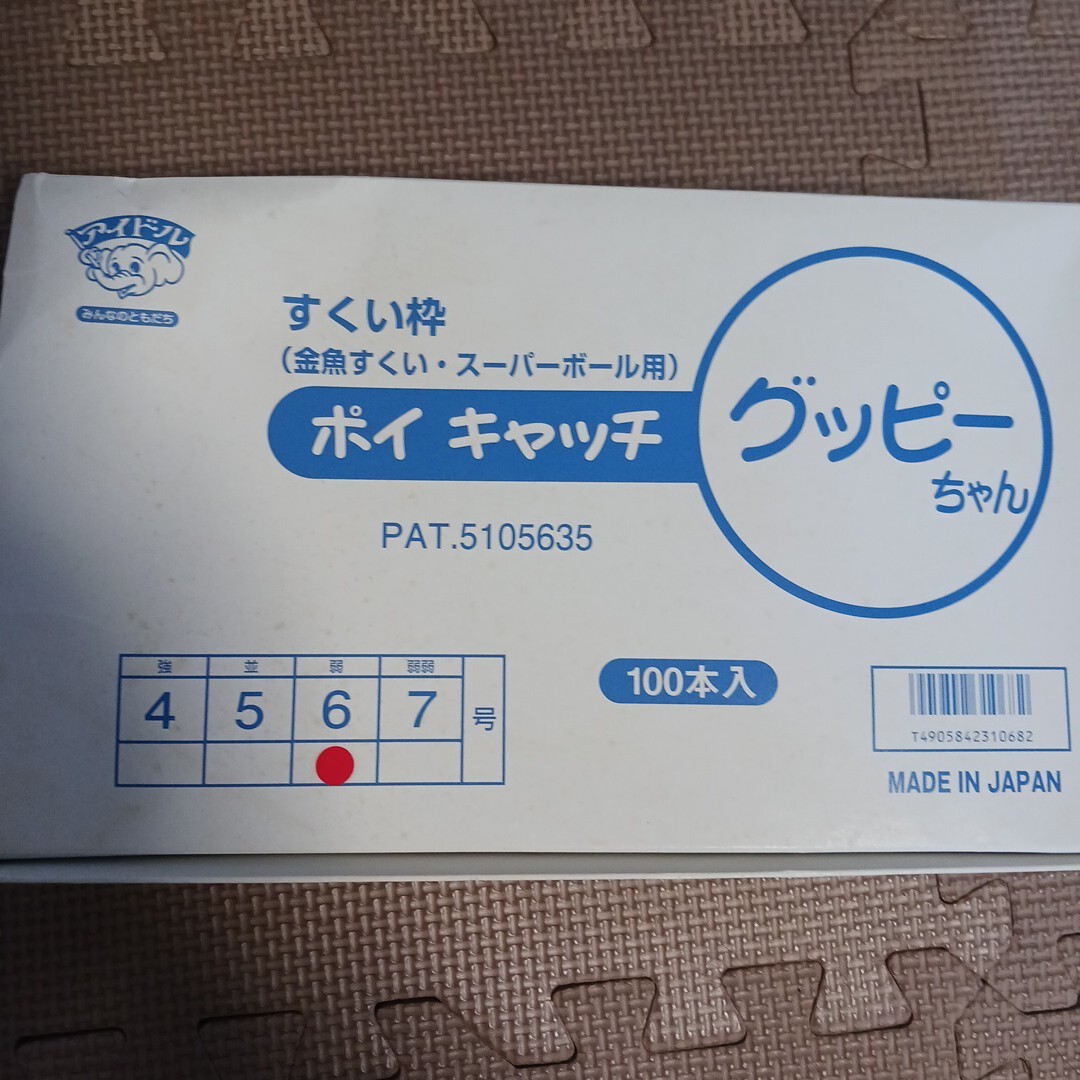 アイドル
みんなのともだち
すくい枠
(金魚すくい・スーパーボール用)
ポイ キャッチ
グッピー
ちゃん
PAT.5105635
強 並 弱 弱弱
4 5 6 7 号
100本入
T4905842310682
MADE IN JAPAN